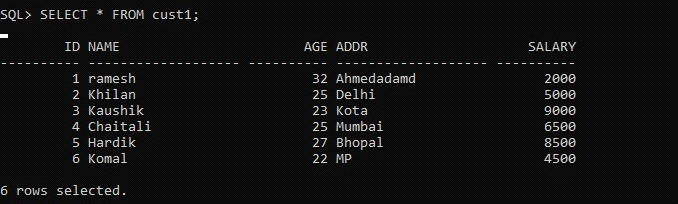 SQL> SELECT * FROM cust1;
        ID NAME                       AGE ADDR                    SALARY
---------- ------------------- ---------- ------------------- ----------
         1 ramesh                      32 Ahmedadamd                2000
         2 Khilan                      25 Delhi                     5000
         3 Kaushik                     23 Kota                      9000
         4 Chaitali                    25 Mumbai                    6500
         5 Hardik                      27 Bhopal                    8500
         6 Komal                       22 MP                        4500
6 rows selected.